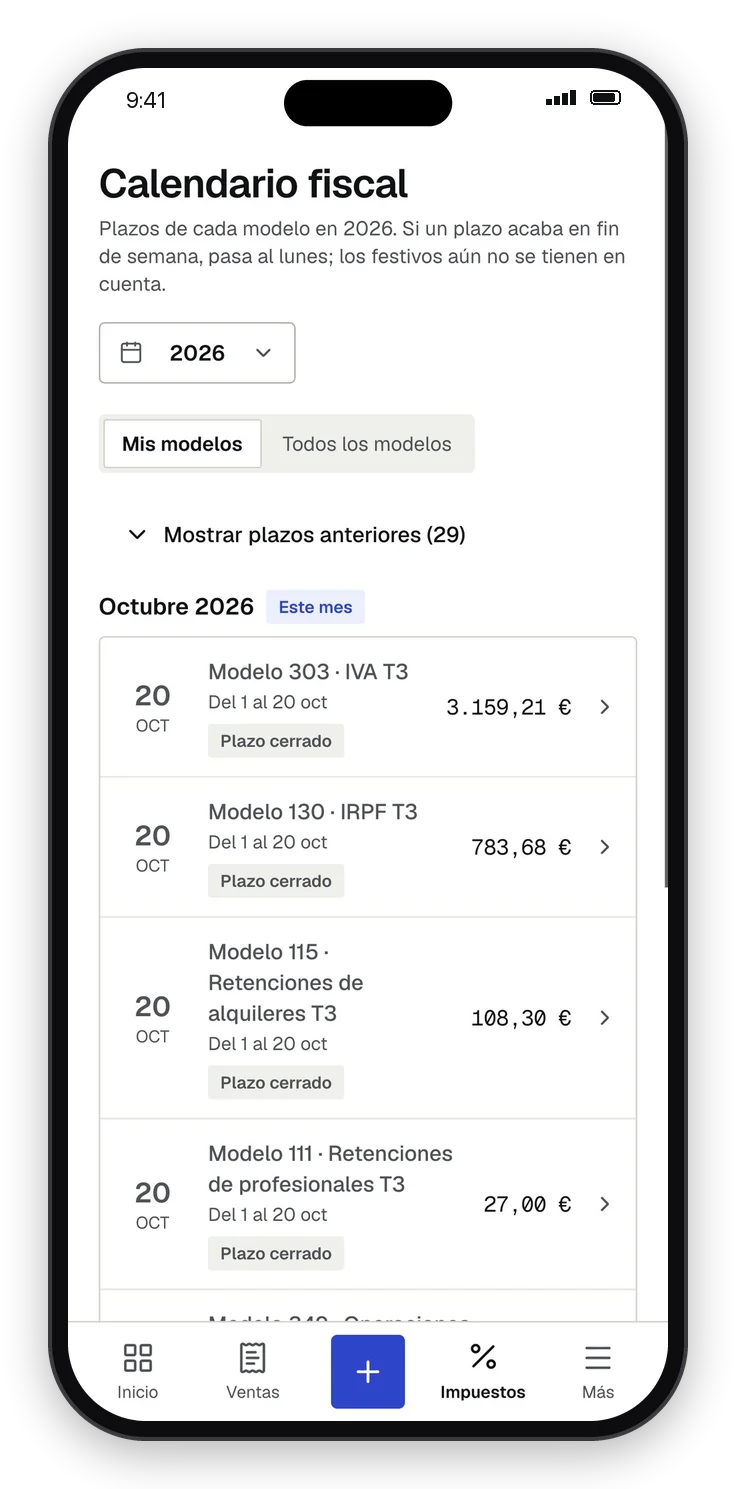 9:41
Calendario fiscal
Plazos de cada modelo en 2026. Si un plazo acaba en fin
de semana, pasa al lunes; los festivos aún no se tienen en
cuenta.
2026
Mis modelos
Todos los modelos
Mostrar plazos anteriores (29)
Octubre 2026
Este mes
20
OCT
Modelo 303 · IVA T3
Del 1 al 20 oct
Plazo cerrado
3.159,21 €
20
OCT
Modelo 130 · IRPF T3
Del 1 al 20 oct
Plazo cerrado
783,68 €
20
OCT
Modelo 115 ·
Retenciones de
alquileres T3
Del 1 al 20 oct
Plazo cerrado
108,30 €
20
OCT
Modelo 111 · Retenciones
de profesionales T3
Del 1 al 20 oct
Plazo cerrado
27,00 €
Inicio
Ventas
Impuestos
Más